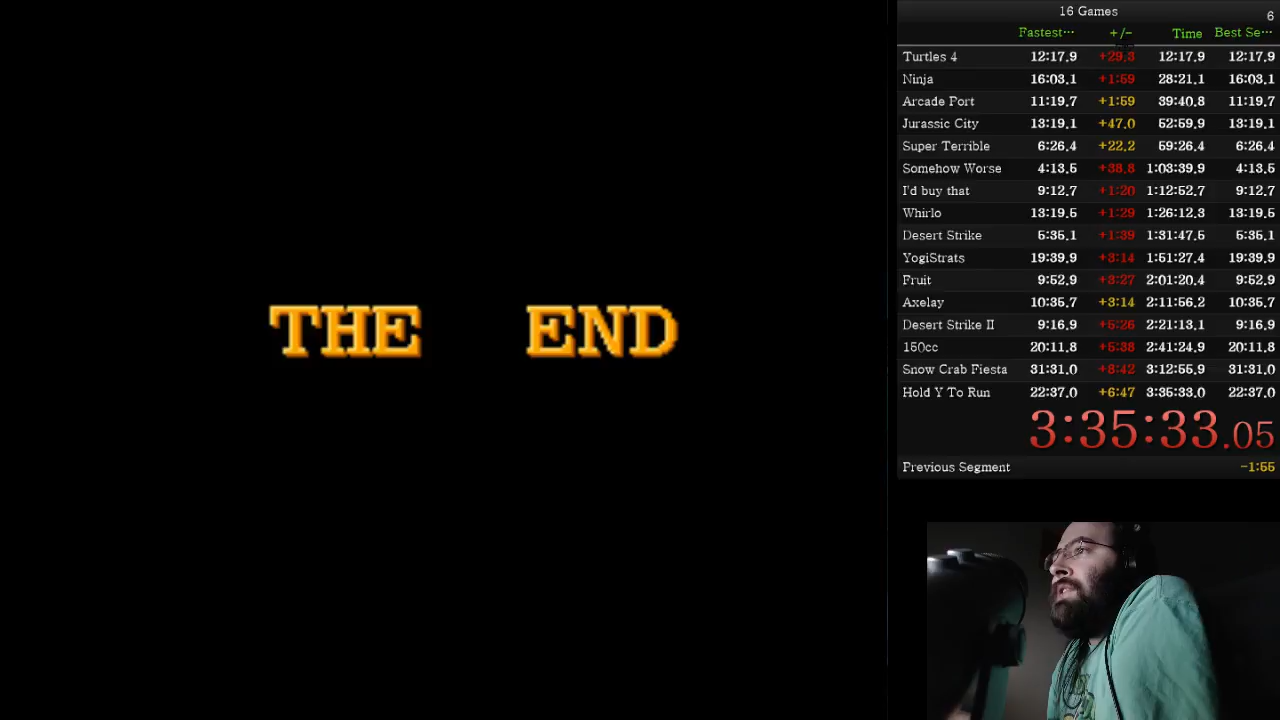 16 Games
6
Fastest… +/- Time Best Se…
Turtles 4 12:17.9 +29.3 12:17.9 12:17.9
Ninja 16:03.1 +1:59 28:21.1 16:03.1
Arcade Port 11:19.7 +1:59 39:40.8 11:19.7
Jurassic City 13:19.1 +47.0 52:59.9 13:19.1
Super Terrible 6:26.4 +22.2 59:26.4 6:26.4
Somehow Worse 4:13.5 +38.8 1:03:39.9 4:13.5
I'd buy that 9:12.7 +1:20 1:12:52.7 9:12.7
Whirlo 13:19.5 +1:29 1:26:12.3 13:19.5
Desert Strike 5:35.1 +1:39 1:31:47.5 5:35.1
YogiStrats 19:39.9 +3:14 1:51:27.4 19:39.9
Fruit 9:52.9 +3:27 2:01:20.4 9:52.9
Axelay 10:35.7 +3:14 2:11:56.2 10:35.7
Desert Strike II 9:16.9 +5:26 2:21:13.1 9:16.9
150cc 20:11.8 +5:38 2:41:24.9 20:11.8
Snow Crab Fiesta 31:31.0 +8:42 3:12:55.9 31:31.0
Hold Y To Run 22:37.0 +6:47 3:35:33.0 22:37.0
3:35:33.05
Previous Segment -1:55
THE END